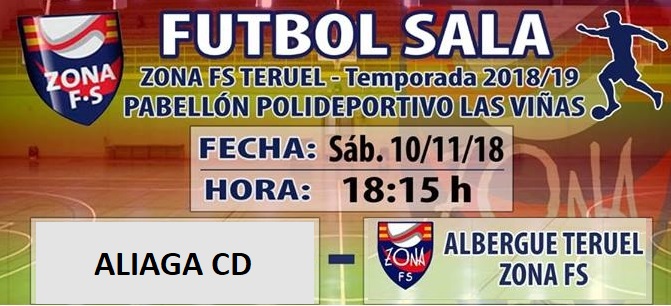 FUTBOL SALA
ZONA F·S
ZONA FS TERUEL - Temporada 2018/19
PABELLÓN POLIDEPORTIVO LAS VIÑAS
FECHA: Sáb. 10/11/18
HORA: 18:15 h
ZONA
ALIAGA CD - ZONA FS ALBERGUE TERUEL
ZONA FS